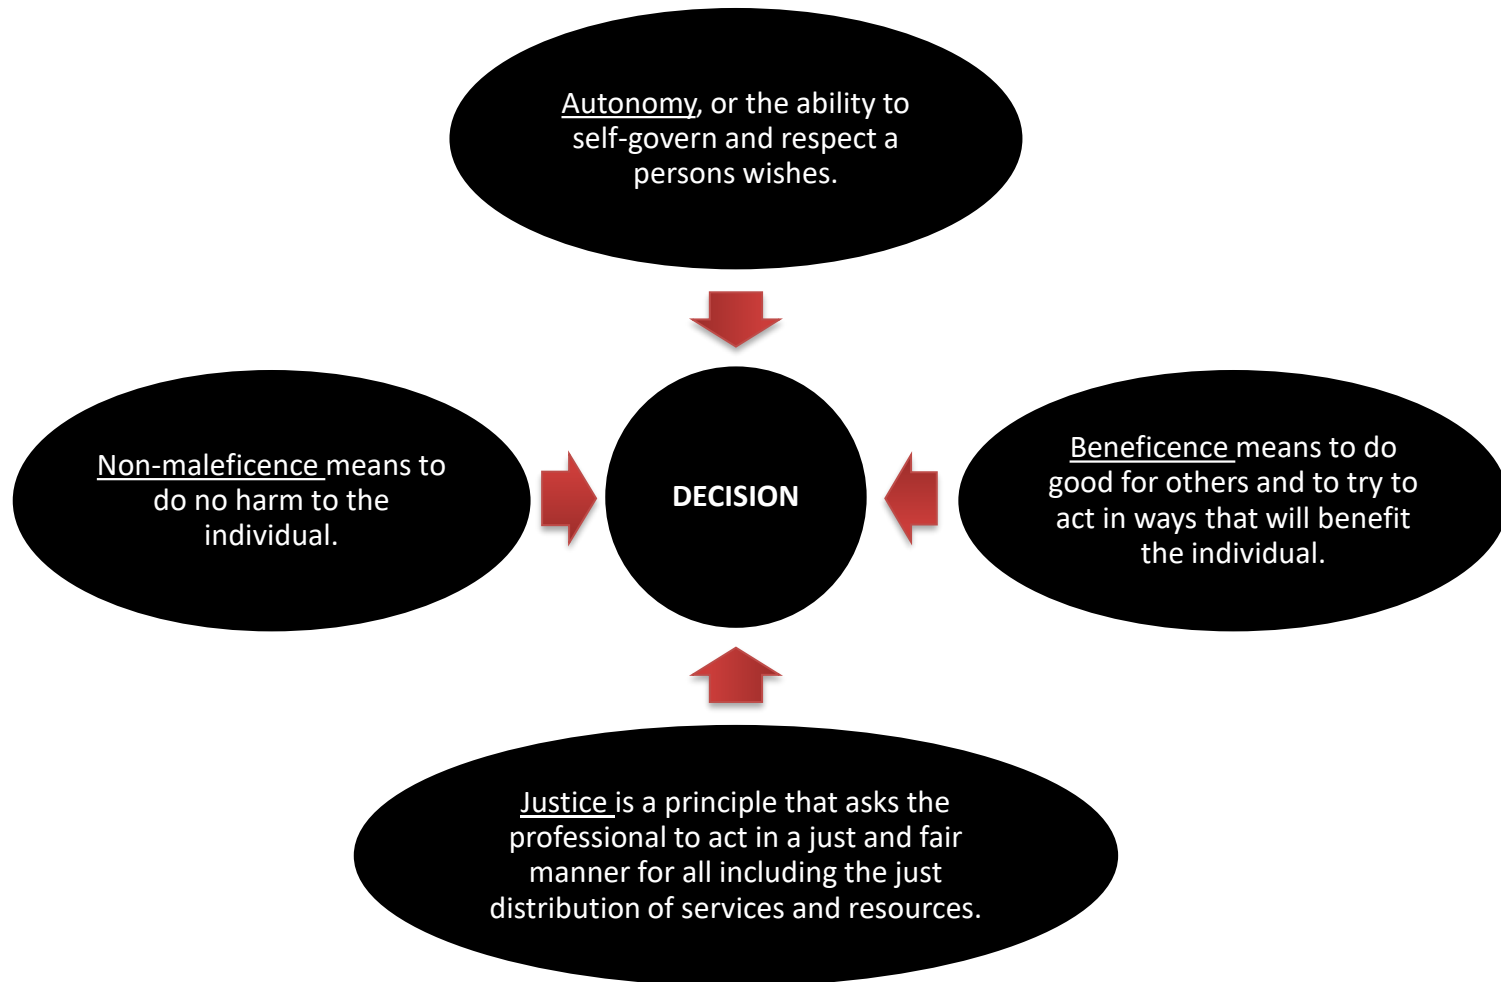 Autonomy, or the ability to
self-govern and respect a
persons wishes.
Non-maleficence means to
do no harm to the
individual.
DECISION
Beneficence means to do
good for others and to try to
act in ways that will benefit
the individual.
Justice is a principle that asks the
professional to act in a just and fair
manner for all including the just
distribution of services and resources.